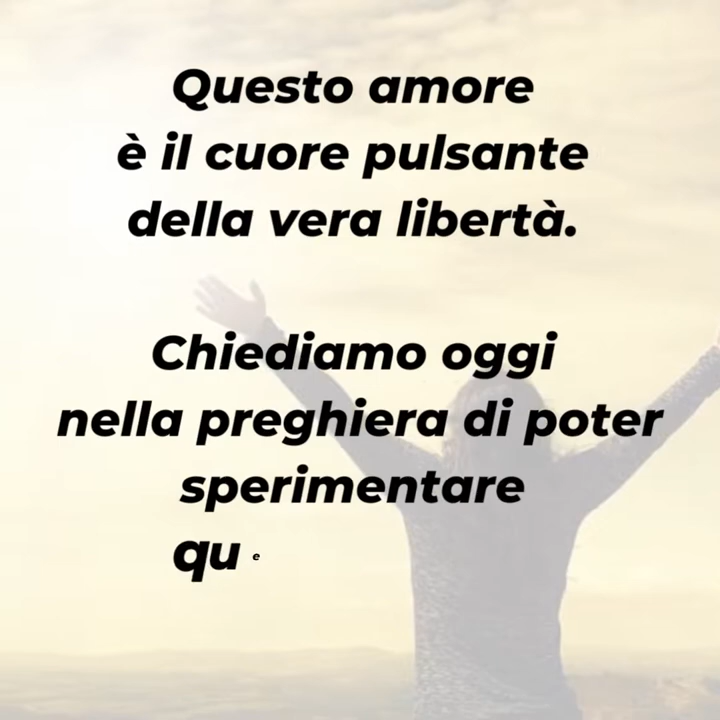 Questo amore
è il cuore pulsante
della vera libertà.
Chiediamo oggi
nella preghiera di poter
sperimentare
qu e